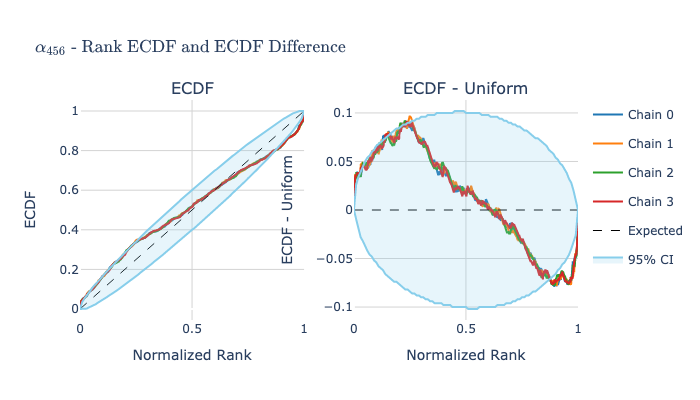 α456 - Rank ECDF and ECDF Difference
ECDF
ECDF
1
0.8
0.6
0.4
0.2
0
0
0.5
1
Normalized Rank
ECDF - Uniform
ECDF - Uniform
0.1
0.05
0
−0.05
−0.1
0
0.5
1
Normalized Rank
Chain 0
Chain 1
Chain 2
Chain 3
Expected
95% CI